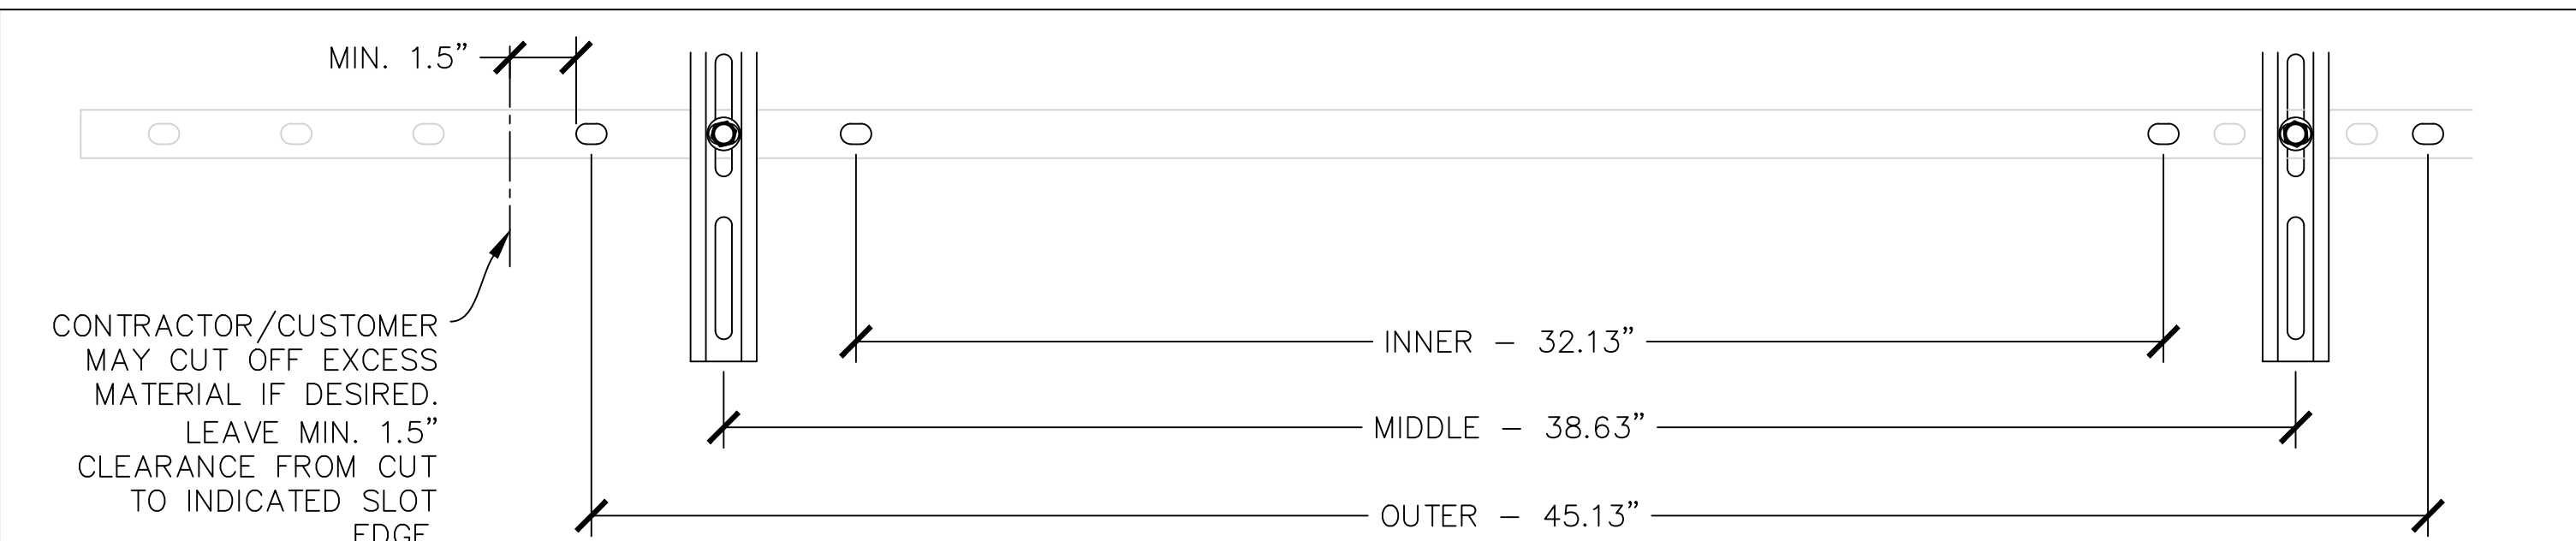 MIN. 1.5”
CONTRACTOR/CUSTOMER
MAY CUT OFF EXCESS
MATERIAL IF DESIRED.
LEAVE MIN. 1.5”
CLEARANCE FROM CUT
TO INDICATED SLOT
EDGE.
INNER – 32.13”
MIDDLE – 38.63”
OUTER – 45.13”